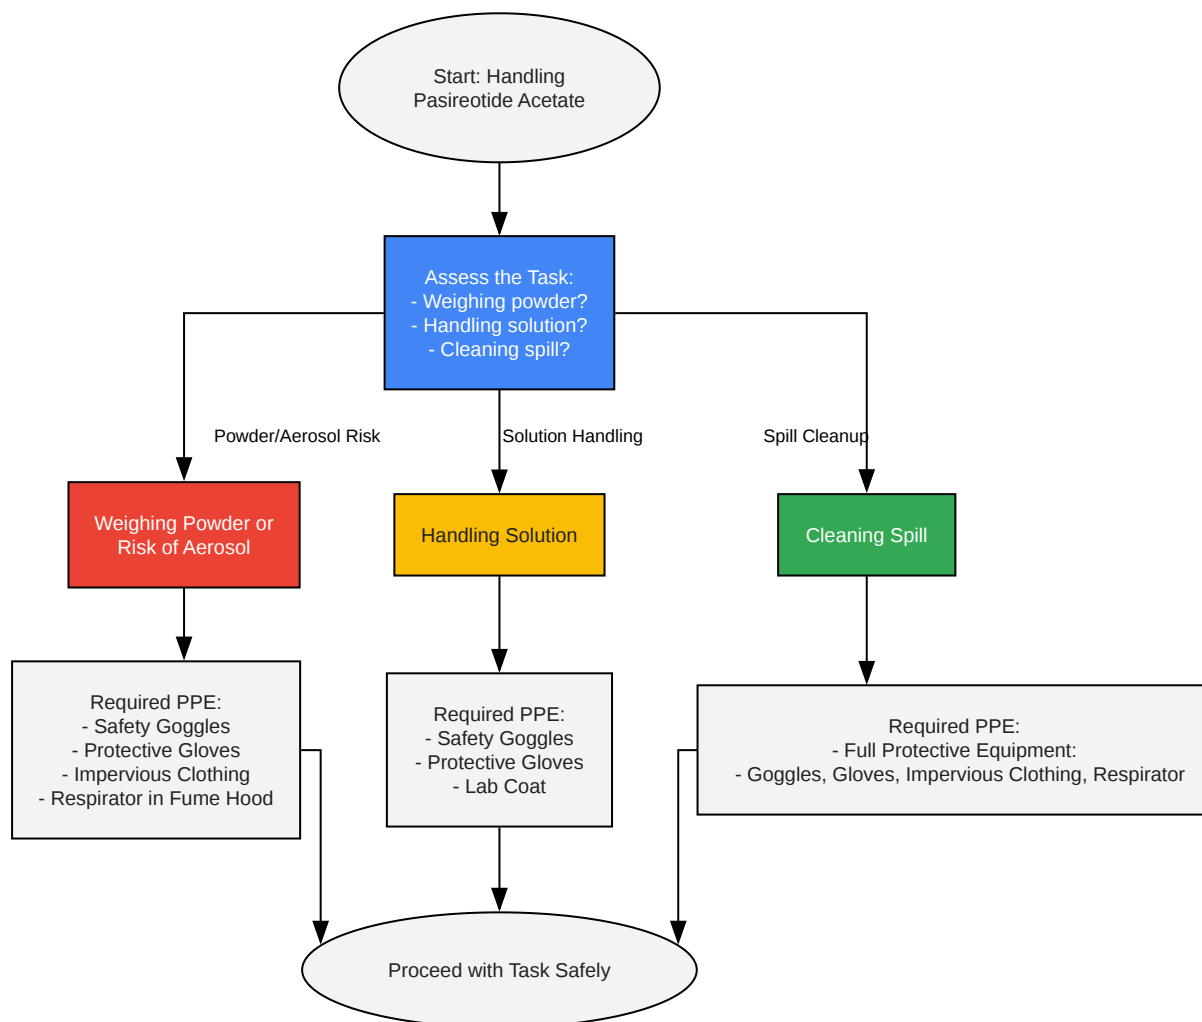 Start: Handling
Pasireotide Acetate
Assess the Task:
- Weighing powder?
- Handling solution?
- Cleaning spill?
Powder/Aerosol Risk
Solution Handling
Spill Cleanup
Weighing Powder or
Risk of Aerosol
Handling Solution
Cleaning Spill
Required PPE:
- Safety Goggles
- Protective Gloves
- Impervious Clothing
- Respirator in Fume Hood
Required PPE:
- Safety Goggles
- Protective Gloves
- Lab Coat
Required PPE:
- Full Protective Equipment:
- Goggles, Gloves, Impervious Clothing, Respirator
Proceed with Task Safely